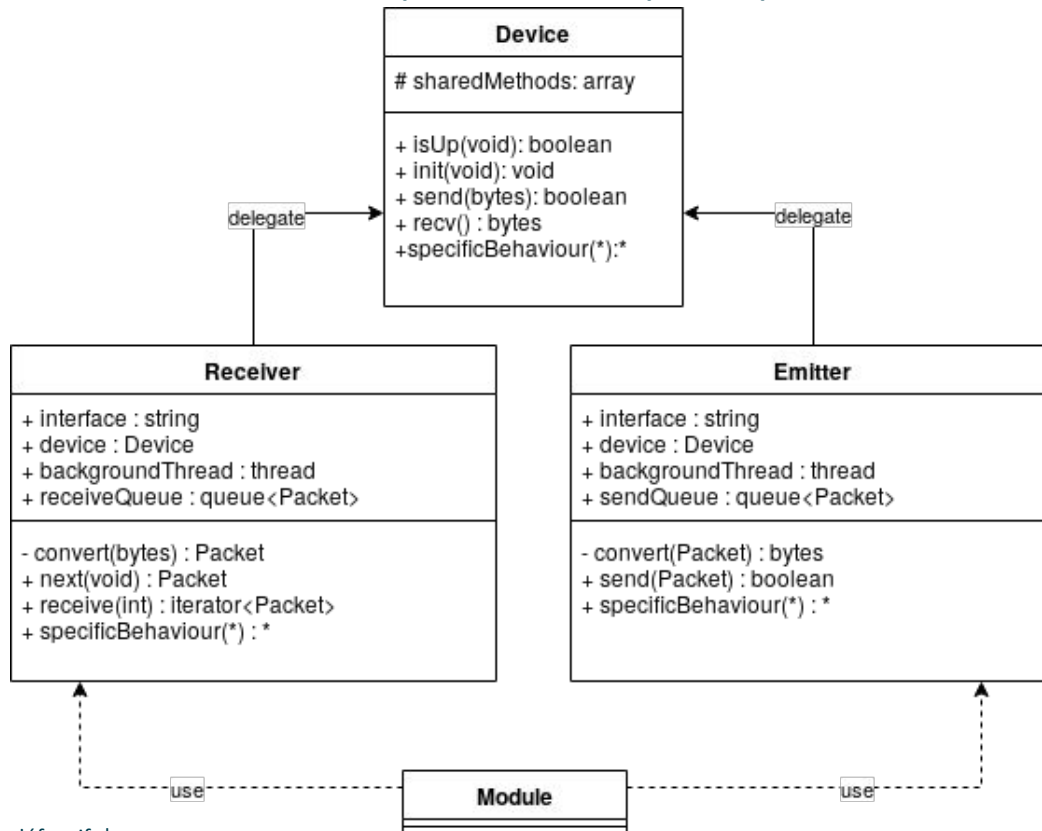 Device
# sharedMethods: array
+ isUp(void): boolean
+ init(void): void
+ send(bytes): boolean
+ recv() : bytes
+specificBehaviour(*):*
delegate
delegate
Receiver
+ interface : string
+ device : Device
+ backgroundThread : thread
+ receiveQueue : queue<Packet>
- convert(bytes) : Packet
+ next(void) : Packet
+ receive(int) : iterator<Packet>
+ specificBehaviour(*) : *
Emitter
+ interface : string
+ device : Device
+ backgroundThread : thread
+ sendQueue : queue<Packet>
- convert(Packet) : bytes
+ send(Packet) : boolean
+ specificBehaviour(*) : *
use
use
Module